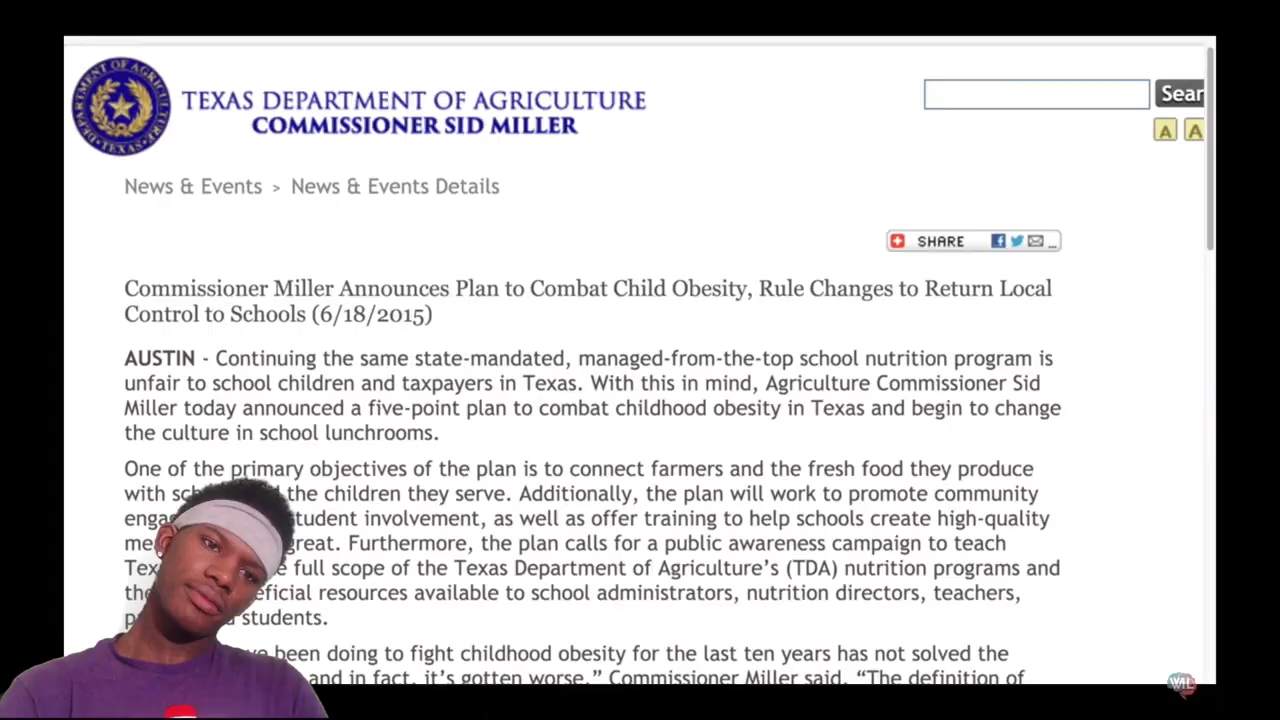 TEXAS DEPARTMENT OF AGRICULTURE
COMMISSIONER SID MILLER
DEPARTMENT OF AGRICULTURE
TEXAS
Sear
A A
News & Events > News & Events Details
SHARE
Commissioner Miller Announces Plan to Combat Child Obesity, Rule Changes to Return Local
Control to Schools (6/18/2015)
AUSTIN - Continuing the same state-mandated, managed-from-the-top school nutrition program is
unfair to school children and taxpayers in Texas. With this in mind, Agriculture Commissioner Sid
Miller today announced a five-point plan to combat childhood obesity in Texas and begin to change
the culture in school lunchrooms.
One of the primary objectives of the plan is to connect farmers and the fresh food they produce
with the children they serve. Additionally, the plan will work to promote community
student involvement, as well as offer training to help schools create high-quality
great. Furthermore, the plan calls for a public awareness campaign to teach
full scope of the Texas Department of Agriculture's (TDA) nutrition programs and
resources available to school administrators, nutrition directors, teachers,
students.
been doing to fight childhood obesity for the last ten years has not solved the
and in fact, it's gotten worse," Commissioner Miller said. "The definition of
WIL